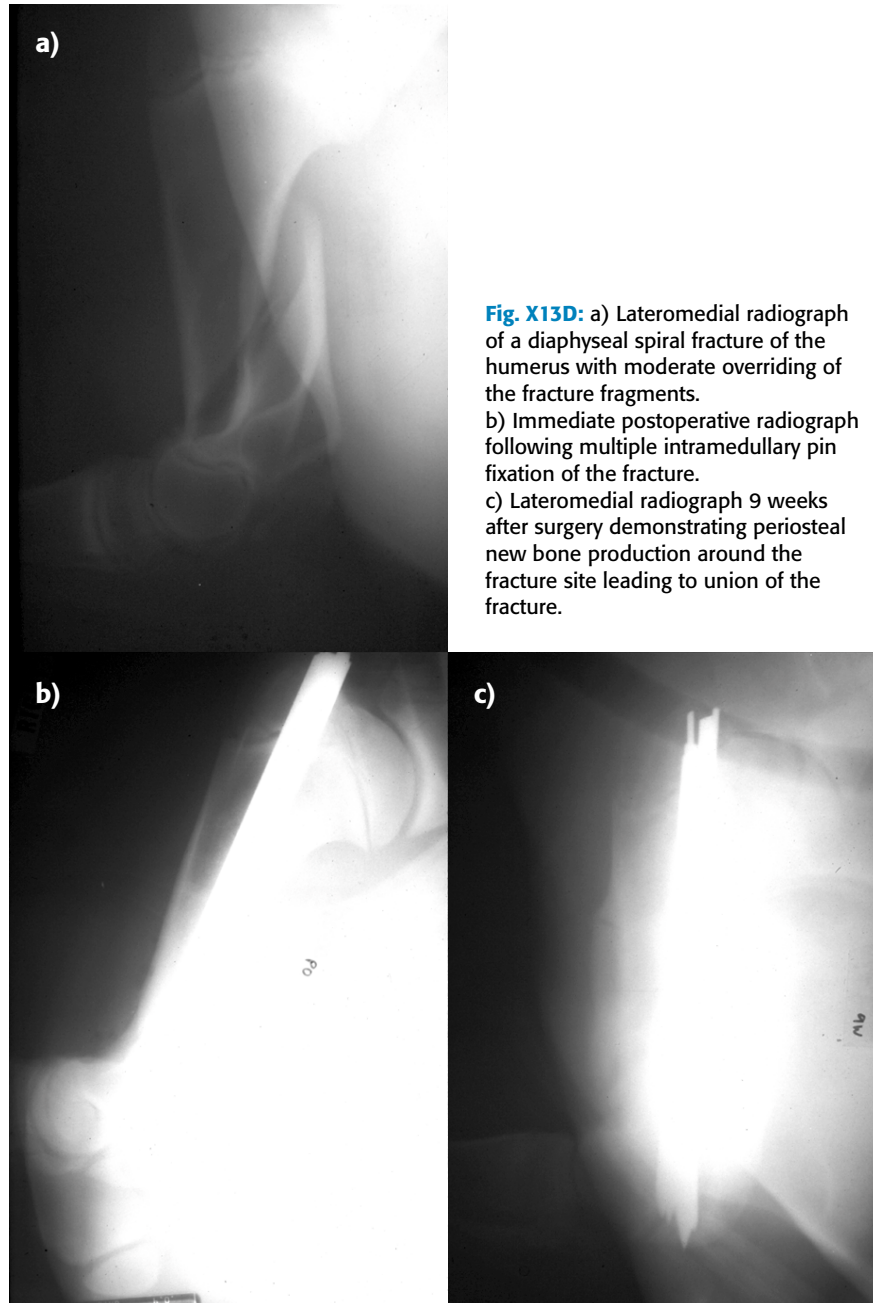 a)
Fig. X13D: a) Lateromedial radiograph
of a diaphyseal spiral fracture of the
humerus with moderate overriding of
the fracture fragments.
b) Immediate postoperative radiograph
following multiple intramedullary pin
fixation of the fracture.
c) Lateromedial radiograph 9 weeks
after surgery demonstrating periosteal
new bone production around the
fracture site leading to union of the
fracture.
b)
c)
PO
9W